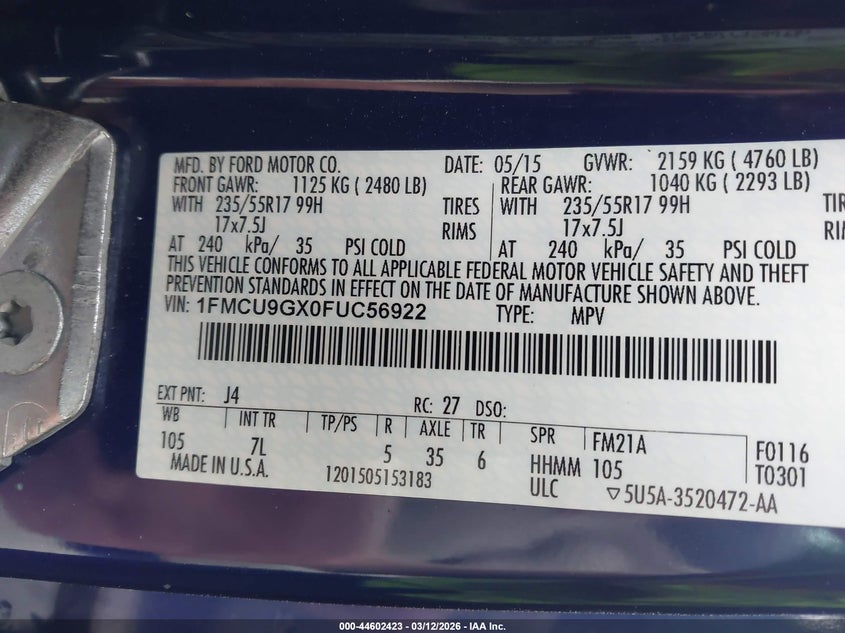 MFD. BY FORD MOTOR CO. DATE: 05/15 GVWR: 2159 KG ( 4760 LB)
FRONT GAWR: 1125 KG ( 2480 LB) REAR GAWR: 1040 KG ( 2293 LB)
WITH 235/55R17 99H TIRES WITH 235/55R17 99H TIRE
17x7.5J RIMS 17x7.5J RIM
AT 240 kPa/ 35 PSI COLD AT 240 kPa/ 35 PSI COLD
THIS VEHICLE CONFORMS TO ALL APPLICABLE FEDERAL MOTOR VEHICLE SAFETY AND THEFT
PREVENTION STANDARDS IN EFFECT ON THE DATE OF MANUFACTURE SHOWN ABOVE.
VIN: 1FMCU9GX0FUC56922 TYPE: MPV
EXT PNT: J4 RC: 27 DSO:
WB INT TR TP/PS R AXLE TR SPR FM21A F0116
105 7L 5 35 6 HHMM 105 T0301
MADE IN U.S.A. 1201505153183 ULC ▽5U5A-3520472-AA
000-44602423 - 03/12/2026 - IAA Inc.